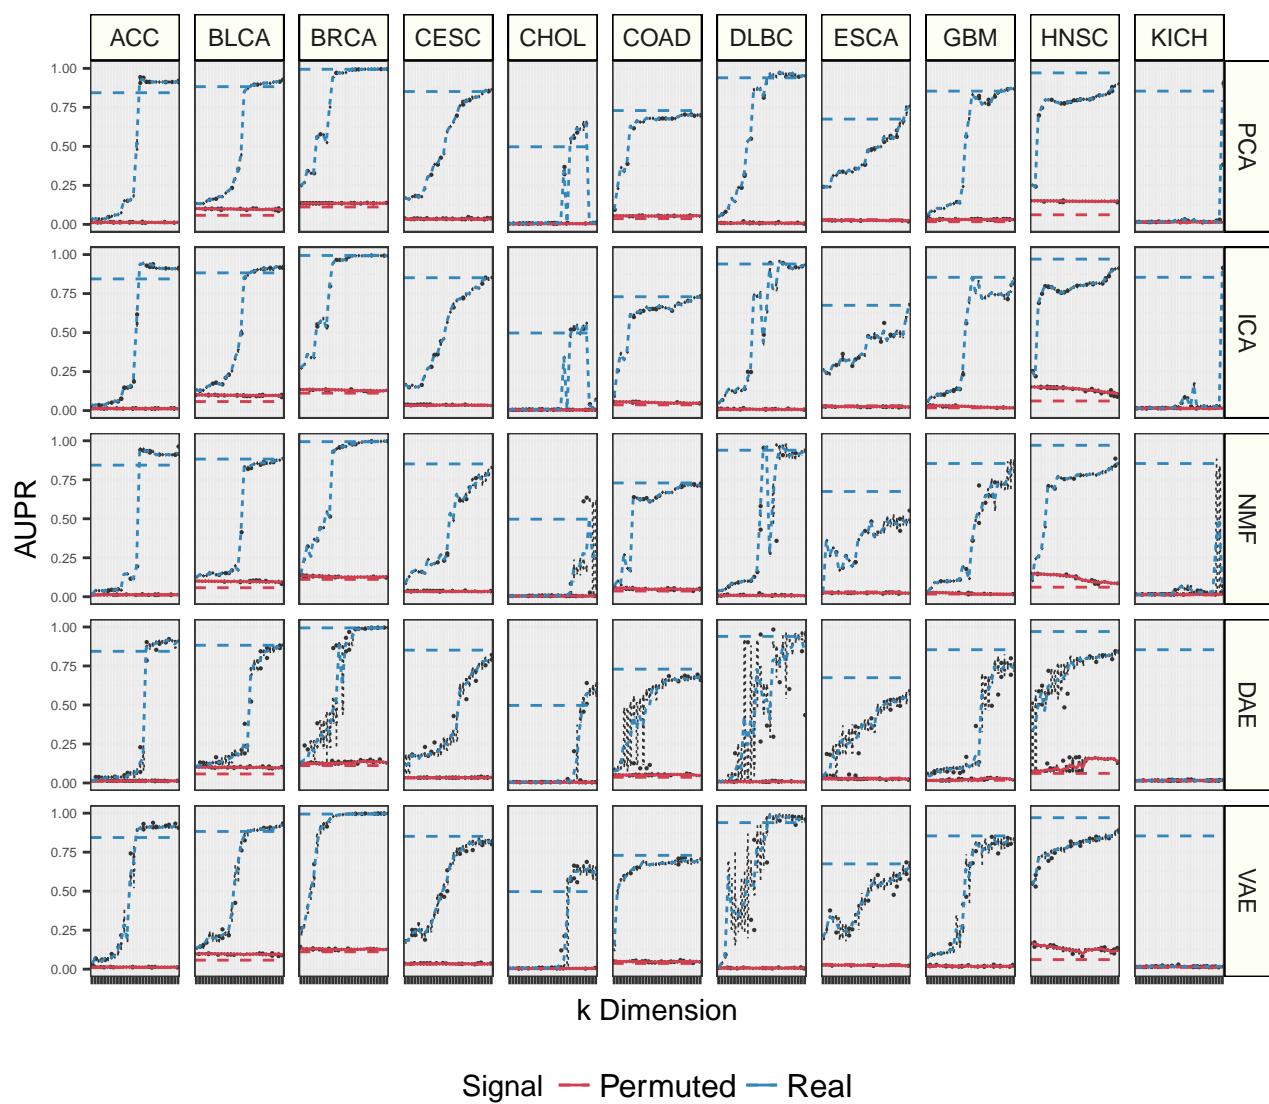 ACC BLCA BRCA CESC CHOL COAD DLBC ESCA GBM HNSC KICH
1.00
0.75
0.50
0.25
0.00
PCA
1.00
0.75
0.50
0.25
0.00
ICA
1.00
0.75
0.50
0.25
0.00
NMF
1.00
0.75
0.50
0.25
0.00
DAE
1.00
0.75
0.50
0.25
0.00
VAE
AUPR
k Dimension
Signal Permuted Real